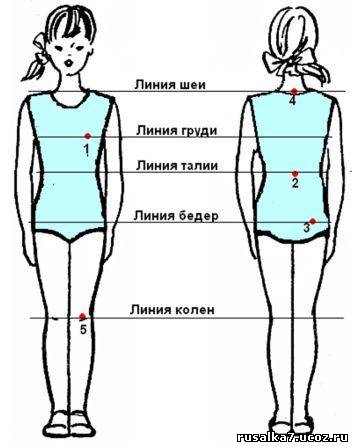 Линия шеи
4
Линия груди
1
Линия талии
2
Линия бедер
3
Линия колен
5
rusalka7.ucoz.ru